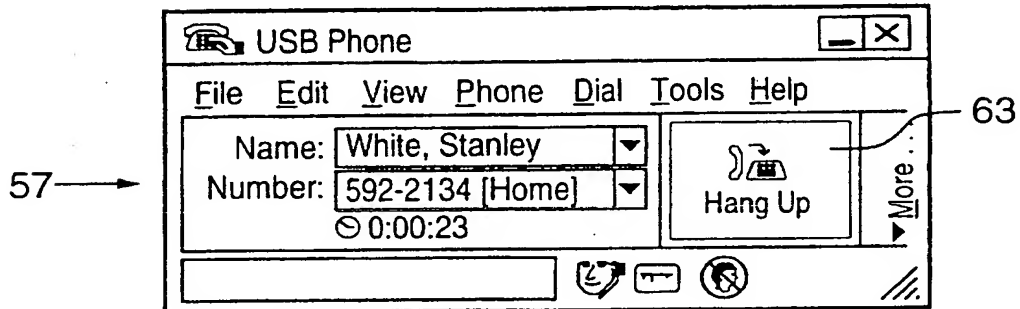 USB Phone
File Edit View Phone Dial Tools Help
Name: White, Stanley
Number: 592-2134 [Home]
0:00:23
Hang Up
More...
57
63